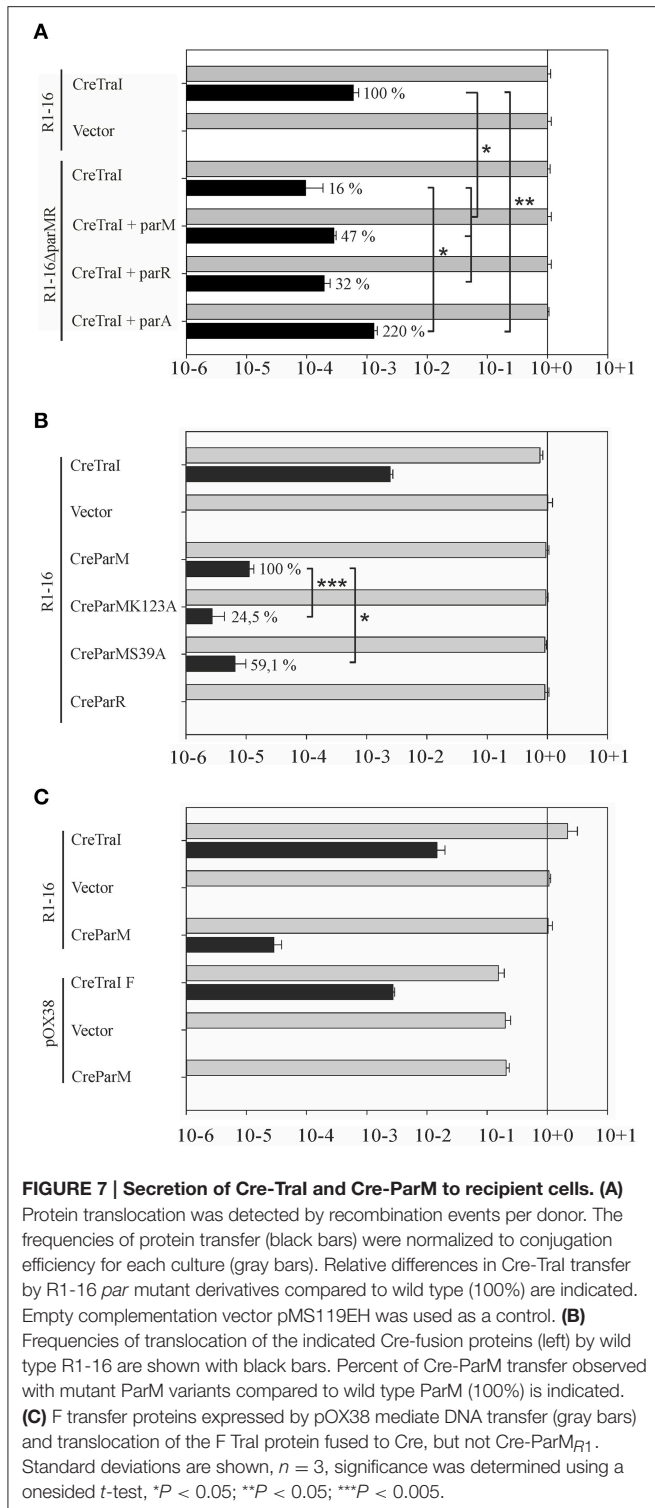 A
R1-16
CreTraI
100 %
Vector
*
R1-16ΔparMR
CreTraI
16 %
**
CreTraI + parM
47 %
*
CreTraI + parR
32 %
CreTraI + parA
220 %
10-6 10-5 10-4 10-3 10-2 10-1 10+0 10+1
B
R1-16
CreTraI
Vector
CreParM
100 %
***
CreParMK123A
24,5 %
*
CreParMS39A
59,1 %
CreParR
10-6 10-5 10-4 10-3 10-2 10-1 10+0 10+1
C
R1-16
CreTraI
Vector
CreParM
pOX38
CreTraI F
Vector
CreParM
10-6 10-5 10-4 10-3 10-2 10-1 10+0 10+1
FIGURE 7 | Secretion of Cre-TraI and Cre-ParM to recipient cells. (A)
Protein translocation was detected by recombination events per donor. The
frequencies of protein transfer (black bars) were normalized to conjugation
efficiency for each culture (gray bars). Relative differences in Cre-TraI transfer
by R1-16 par mutant derivatives compared to wild type (100%) are indicated.
Empty complementation vector pMS119EH was used as a control. (B)
Frequencies of translocation of the indicated Cre-fusion proteins (left) by wild
type R1-16 are shown with black bars. Percent of Cre-ParM transfer observed
with mutant ParM variants compared to wild type ParM (100%) is indicated.
(C) F transfer proteins expressed by pOX38 mediate DNA transfer (gray bars)
and translocation of the F TraI protein fused to Cre, but not Cre-ParMR1.
Standard deviations are shown, n = 3, significance was determined using a
onesided t-test, *P < 0.05; **P < 0.05; ***P < 0.005.